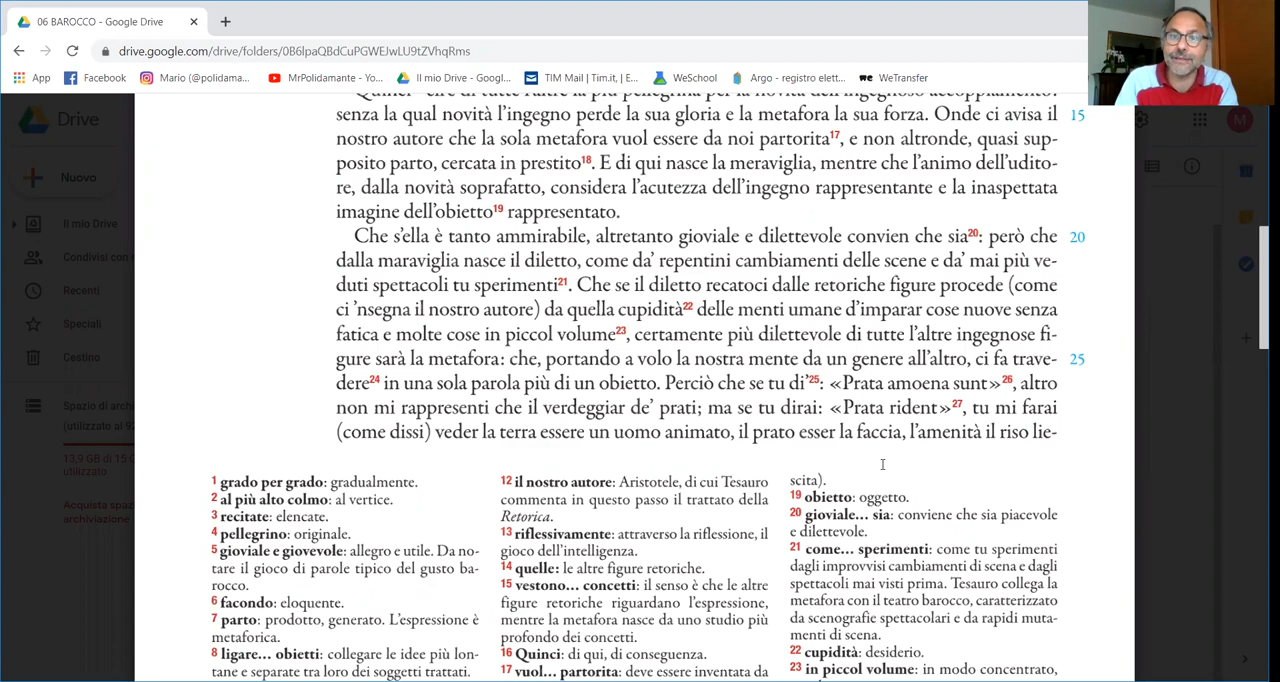 06 BAROCCO - Google Drive
drive.google.com/drive/folders/0B6lpaQBdCuPGWEJwLU9tZVhqRms
App Facebook Mario (@polidama... MrPolidamante - Yo... Il mio Drive - Googl... TIM Mail | Tim.it, | E... WeSchool Argo - registro elett... WeTransfer
Drive
M
Nuovo
Il mio Drive
Condivisi con
Recenti
Speciali
Cestino
Spazio di archi
(utilizzato al 92
13,9 GB di 15
utilizzato
Acquista spaz
archiviazione
senza la qual novità l'ingegno perde la sua gloria e la metafora la sua forza. Onde ci avisa il 15
nostro autore che la sola metafora vuol essere da noi partorita17, e non altronde, quasi sup-
posito parto, cercata in prestito18. E di qui nasce la meraviglia, mentre che l'animo dell'udito-
re, dalla novità soprafatto, considera l'acutezza dell'ingegno rappresentante e la inaspettata
imagine dell'obietto19 rappresentato.
Che s'ella è tanto ammirabile, altretanto gioviale e dilettevole convien che sia20: però che 20
dalla maraviglia nasce il diletto, come da' repentini cambiamenti delle scene e da' mai più ve-
duti spettacoli tu sperimenti21. Che se il diletto recatoci dalle retoriche figure procede (come
ci 'nsegna il nostro autore) da quella cupidità22 delle menti umane d'imparar cose nuove senza
fatica e molte cose in piccol volume23, certamente più dilettevole di tutte l'altre ingegnose fi-
gure sarà la metafora: che, portando a volo la nostra mente da un genere all'altro, ci fa trave- 25
dere24 in una sola parola più di un obietto. Perciò che se tu di'25: «Prata amoena sunt»26, altro
non mi rappresenti che il verdeggiar de' prati; ma se tu dirai: «Prata rident»27, tu mi farai
(come dissi) veder la terra essere un uomo animato, il prato esser la faccia, l'amenità il riso lie-
1 grado per grado: gradualmente.
2 al più alto colmo: al vertice.
3 recitate: elencate.
4 pellegrino: originale.
5 gioviale e giovevole: allegro e utile. Da no-
tare il gioco di parole tipico del gusto ba-
rocco.
6 facondo: eloquente.
7 parto: prodotto, generato. L'espressione è
metaforica.
8 ligare... obietti: collegare le idee più lon-
tane e separate tra loro dei soggetti trattati.
12 il nostro autore: Aristotele, di cui Tesauro
commenta in questo passo il trattato della
Retorica.
13 riflessivamente: attraverso la riflessione, il
gioco dell'intelligenza.
14 quelle: le altre figure retoriche.
15 vestono... concetti: il senso è che le altre
figure retoriche riguardano l'espressione,
mentre la metafora nasce da uno studio più
profondo dei concetti.
16 Quinci: di qui, di conseguenza.
17 vuol... partorita: deve essere inventata da
scita).
19 obietto: oggetto.
20 gioviale... sia: conviene che sia piacevole
e dilettevole.
21 come... sperimenti: come tu sperimenti
dagli improvvisi cambiamenti di scena e dagli
spettacoli mai visti prima. Tesauro collega la
metafora con il teatro barocco, caratterizzato
da scenografie spettacolari e da rapidi muta-
menti di scena.
22 cupidità: desiderio.
23 in piccol volume: in modo concentrato,